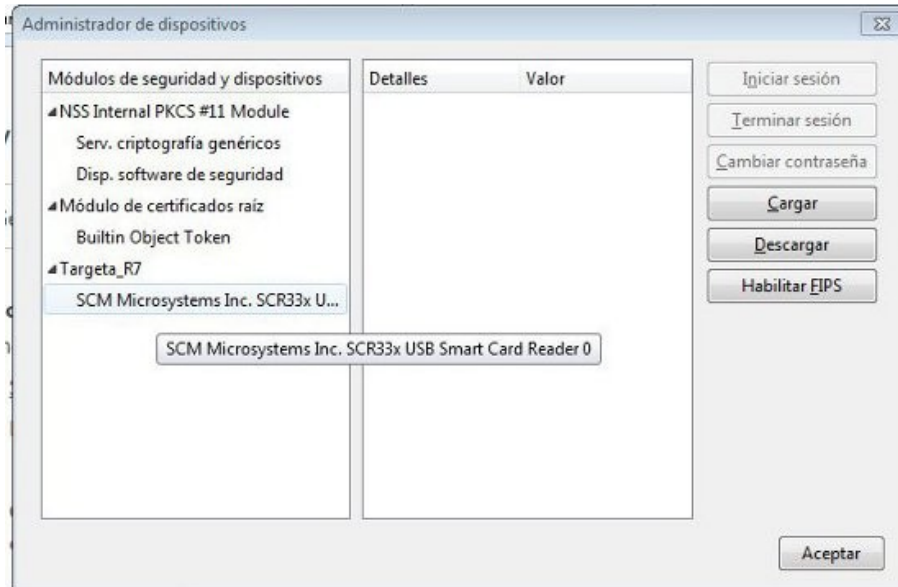 Administrador de dispositivos
Módulos de seguridad y dispositivos
NSS Internal PKCS #11 Module
Serv. criptografía genéricos
Disp. software de seguridad
Módulo de certificados raíz
Builtin Object Token
Targeta_R7
SCM Microsystems Inc. SCR33x U...
SCM Microsystems Inc. SCR33x USB Smart Card Reader 0
Detalles Valor
Iniciar sesión
Terminar sesión
Cambiar contraseña
Cargar
Descargar
Habilitar FIPS
Aceptar